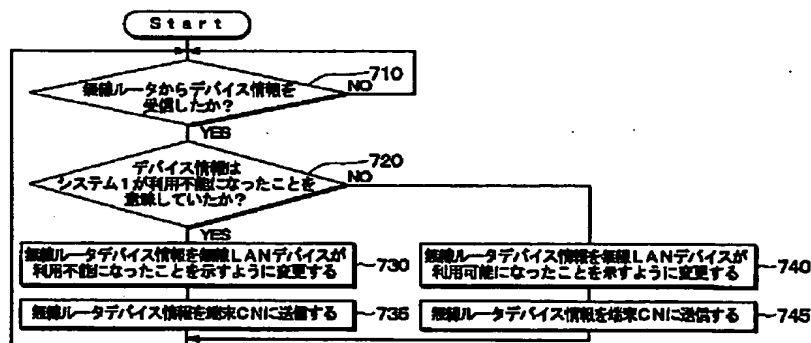 Start
710
無線ルータからデバイス情報を
受信したか？
NO
YES
720
デバイス情報は
システム1が利用不能になったことを
意味していたか？
NO
YES
無線ルータデバイス情報を無線LANデバイスが
利用不能になったことを示すように変更する
730
無線ルータデバイス情報を無線LANデバイスが
利用可能になったことを示すように変更する
740
無線ルータデバイス情報を端末CNに送信する
735
無線ルータデバイス情報を端末CNに送信する
745